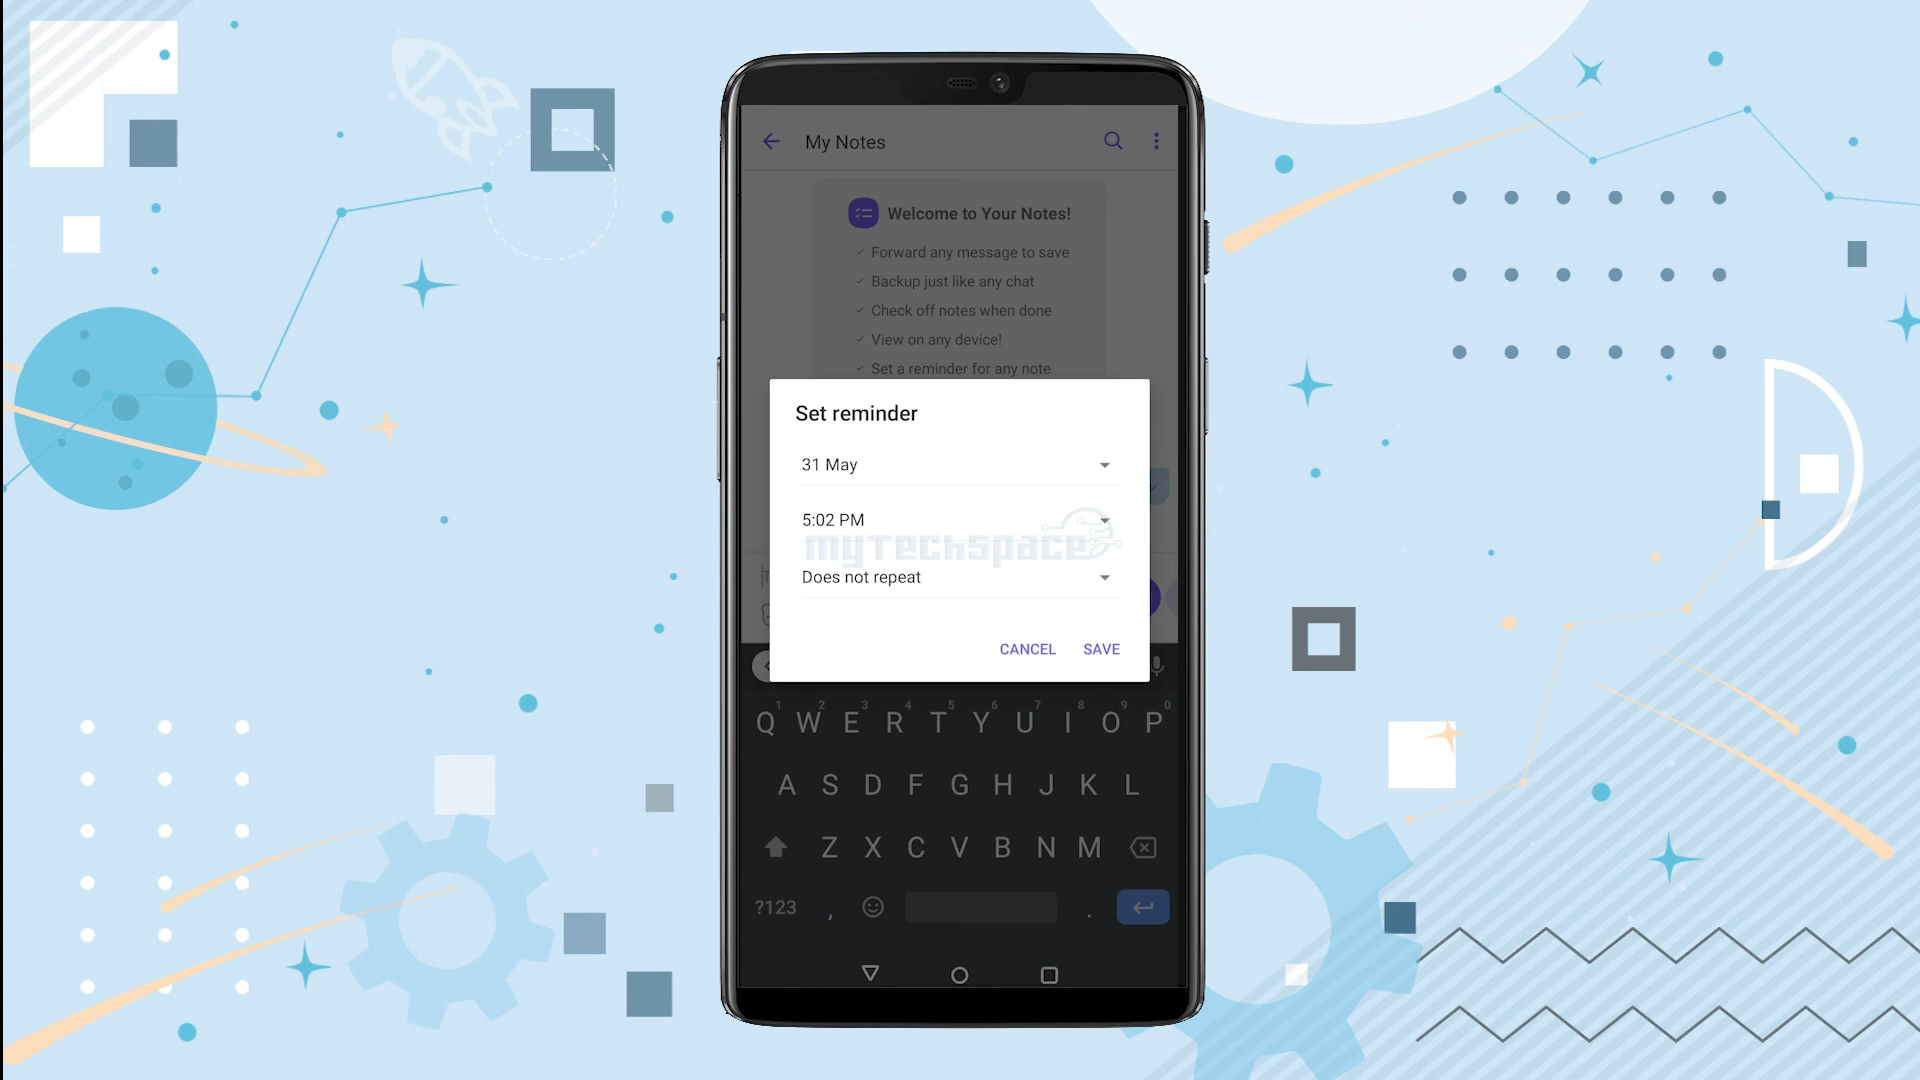 My Notes
Welcome to Your Notes!
✓ Forward any message to save
✓ Backup just like any chat
✓ Check off notes when done
✓ View on any device!
✓ Set a reminder for any note
Set reminder
31 May
5:02 PM
mytechspace
Does not repeat
CANCEL SAVE
1 2 3 4 5 6 7 8 9 0
Q W E R T Y U I O P
A S D F G H J K L
Z X C V B N M
?123 , .